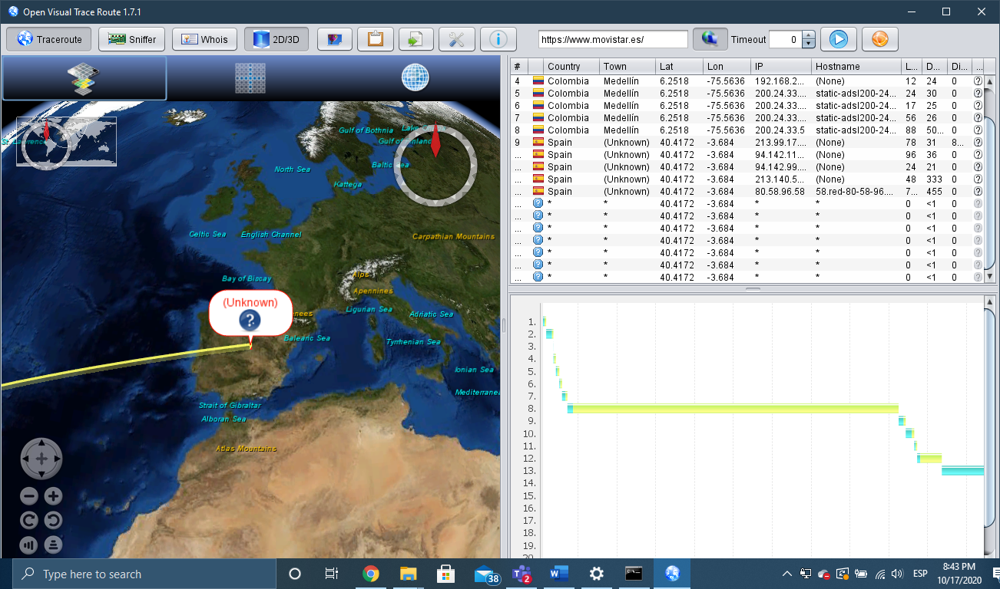 Open Visual Trace Route 1.7.1
Traceroute Sniffer Whois 2D/3D https://www.movistar.es/ Timeout 0
# Country Town Lat Lon IP Hostname L... D... Di... ...
4 Colombia Medellín 6.2518 -75.5636 192.168.2... (None) 12 24 0
5 Colombia Medellín 6.2518 -75.5636 200.24.33.... static-adsl200-24... 24 30 0
6 Colombia Medellín 6.2518 -75.5636 200.24.33.... static-adsl200-24... 17 25 0
7 Colombia Medellín 6.2518 -75.5636 200.24.33.... static-adsl200-24... 56 26 0
8 Colombia Medellín 6.2518 -75.5636 200.24.33.5 static-adsl200-24... 88 50... 0
9 Spain (Unknown) 40.4172 -3.684 213.99.17.... (None) 78 31 8...
... Spain (Unknown) 40.4172 -3.684 94.142.11... (None) 96 36 0
... Spain (Unknown) 40.4172 -3.684 94.142.99.... (None) 24 21 0
... Spain (Unknown) 40.4172 -3.684 213.140.5... (None) 48 333 0
... Spain (Unknown) 40.4172 -3.684 80.58.96.58 58.red-80-58-96.... 7... 455 0
... * * 40.4172 -3.684 * * 0 <1 0
... * * 40.4172 -3.684 * * 0 <1 0
... * * 40.4172 -3.684 * * 0 <1 0
... * * 40.4172 -3.684 * * 0 <1 0
... * * 40.4172 -3.684 * * 0 <1 0
... * * 40.4172 -3.684 * * 0 <1 0
... * * 40.4172 -3.684 * * 0 <1 0
Gulf of Bothnia
North Sea
Baltic
Kattega
Celtic Sea
English Channel
Carpathian Mountains
Bay of Biscay
Alps
Apennines
(Unknown)
Ligurian Sea
Adriatic Sea
Balearic Sea
Tyrrhenian Sea
Ionian Sea
Mediterranea
Strait of Gibraltar
Alboran Sea
Atlas Mountains
1.
2.
3.
4.
5.
6.
7.
8.
9.
10.
11.
12.
13.
14.
15.
16.
17.
18.
19.
20
Type here to search
38
2
ESP
8:43 PM
10/17/2020